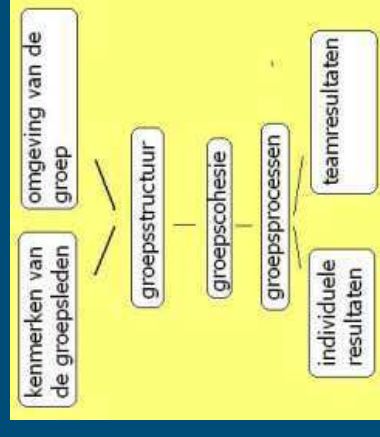 omgeving van de
groep
kenmerken van
de groepsleden
groepsstructuur
groepscohesie
groepsprocessen
teamresultaten
individuele
resultaten